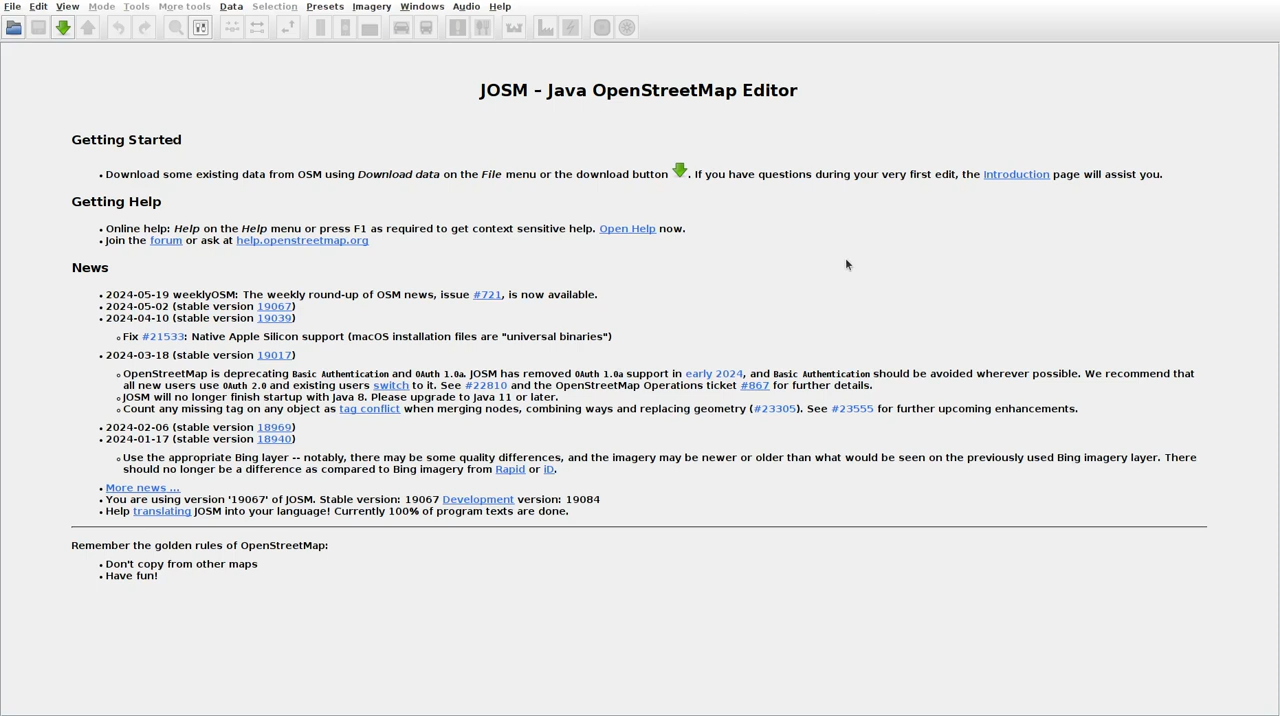 File Edit View Mode Tools More tools Data Selection Presets Imagery Windows Audio Help
JOSM – Java OpenStreetMap Editor
Getting Started
Download some existing data from OSM using Download data on the File menu or the download button . If you have questions during your very first edit, the Introduction page will assist you.
Getting Help
Online help: Help on the Help menu or press F1 as required to get context sensitive help. Open Help now.
Join the forum or ask at help.openstreetmap.org
News
2024-05-19 weeklyOSM: The weekly round-up of OSM news, issue #721, is now available.
2024-05-02 (stable version 19067)
2024-04-10 (stable version 19039)
Fix #21533: Native Apple Silicon support (macOS installation files are "universal binaries")
2024-03-18 (stable version 19017)
OpenStreetMap is deprecating Basic Authentication and OAuth 1.0a. JOSM has removed OAuth 1.0a support in early 2024, and Basic Authentication should be avoided wherever possible. We recommend that
all new users use OAuth 2.0 and existing users switch to it. See #22810 and the OpenStreetMap Operations ticket #867 for further details.
JOSM will no longer finish startup with Java 8. Please upgrade to Java 11 or later.
Count any missing tag on any object as tag conflict when merging nodes, combining ways and replacing geometry (#23305). See #23555 for further upcoming enhancements.
2024-02-06 (stable version 18969)
2024-01-17 (stable version 18940)
Use the appropriate Bing layer -- notably, there may be some quality differences, and the imagery may be newer or older than what would be seen on the previously used Bing imagery layer. There
should no longer be a difference as compared to Bing imagery from Rapid or iD.
More news ...
You are using version '19067' of JOSM. Stable version: 19067 Development version: 19084
Help translating JOSM into your language! Currently 100% of program texts are done.
Remember the golden rules of OpenStreetMap:
Don't copy from other maps
Have fun!